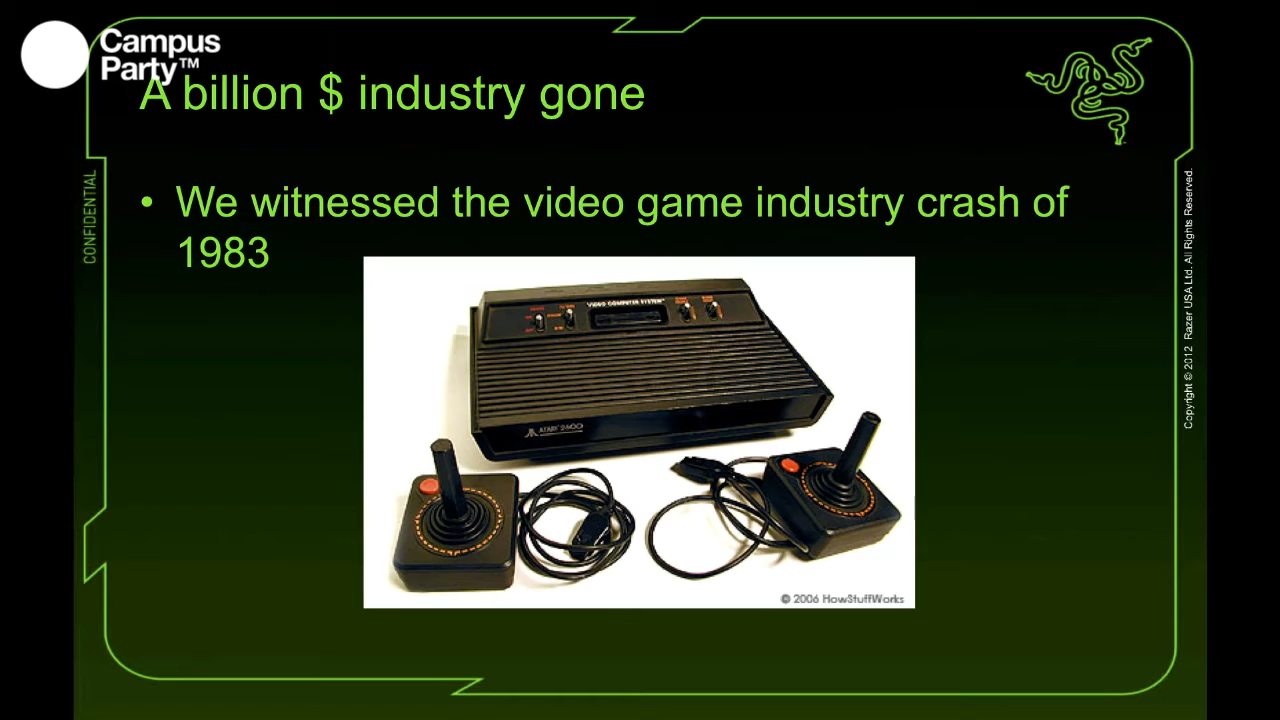 Campus
Party™
A billion $ industry gone
• We witnessed the video game industry crash of
1983
CONFIDENTIAL
Copyright © 2012 Razer USA Ltd. All Rights Reserved.
VIDEO COMPUTER SYSTEM
ATARI 2600
© 2006 HowStuffWorks